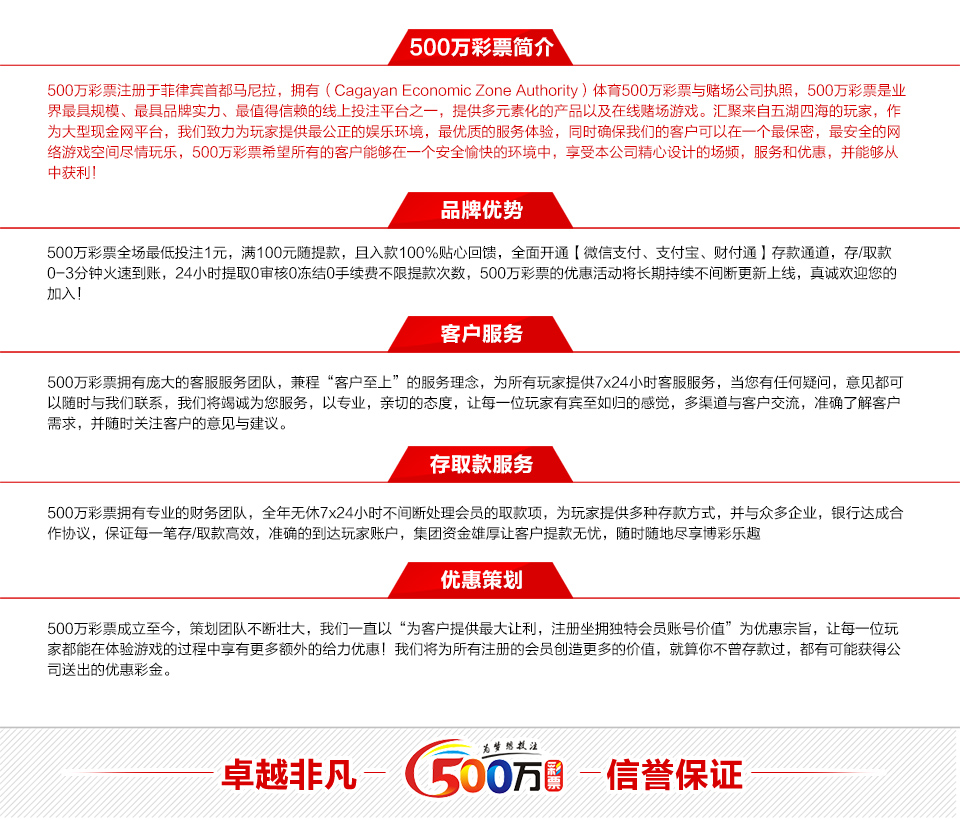 500万彩票简介
500万彩票注册于菲律宾首都马尼拉，拥有（Cagayan Economic Zone Authority）体育500万彩票与赌场公司执照，500万彩票是业
界最具规模、最具品牌实力、最值得信赖的线上投注平台之一，提供多元素化的产品以及在线赌场游戏。汇聚来自五湖四海的玩家，作
为大型现金网平台，我们致力为玩家提供最公正的娱乐环境，最优质的服务体验，同时确保我们的客户可以在一个最保密，最安全的网
络游戏空间尽情玩乐，500万彩票希望所有的客户能够在一个安全愉快的环境中，享受本公司精心设计的场频，服务和优惠，并能够从
中获利！
品牌优势
500万彩票全场最低投注1元，满100元随提款，且入款100%贴心回馈，全面开通【微信支付、支付宝、财付通】存款通道，存/取款
0-3分钟火速到账，24小时提取0审核0冻结0手续费不限提款次数，500万彩票的优惠活动将长期持续不间断更新上线，真诚欢迎您的
加入！
客户服务
500万彩票拥有庞大的客服服务团队，兼程“客户至上”的服务理念，为所有玩家提供7x24小时客服服务，当您有任何疑问，意见都可
以随时与我们联系，我们将竭诚为您服务，以专业，亲切的态度，让每一位玩家有宾至如归的感觉，多渠道与客户交流，准确了解客户
需求，并随时关注客户的意见与建议。
存取款服务
500万彩票拥有专业的财务团队，全年无休7x24小时不间断处理会员的取款项，为玩家提供多种存款方式，并与众多企业，银行达成合
作协议，保证每一笔存/取款高效，准确的到达玩家账户，集团资金雄厚让客户提款无忧，随时随地尽享博彩乐趣
优惠策划
500万彩票成立至今，策划团队不断壮大，我们一直以“为客户提供最大让利，注册坐拥独特会员账号价值”为优惠宗旨，让每一位玩
家都能在体验游戏的过程中享有更多额外的给力优惠！我们将为所有注册的会员创造更多的价值，就算你不曾存款过，都有可能获得公
司送出的优惠彩金。
为梦想投注
卓越非凡 500万彩票 信誉保证